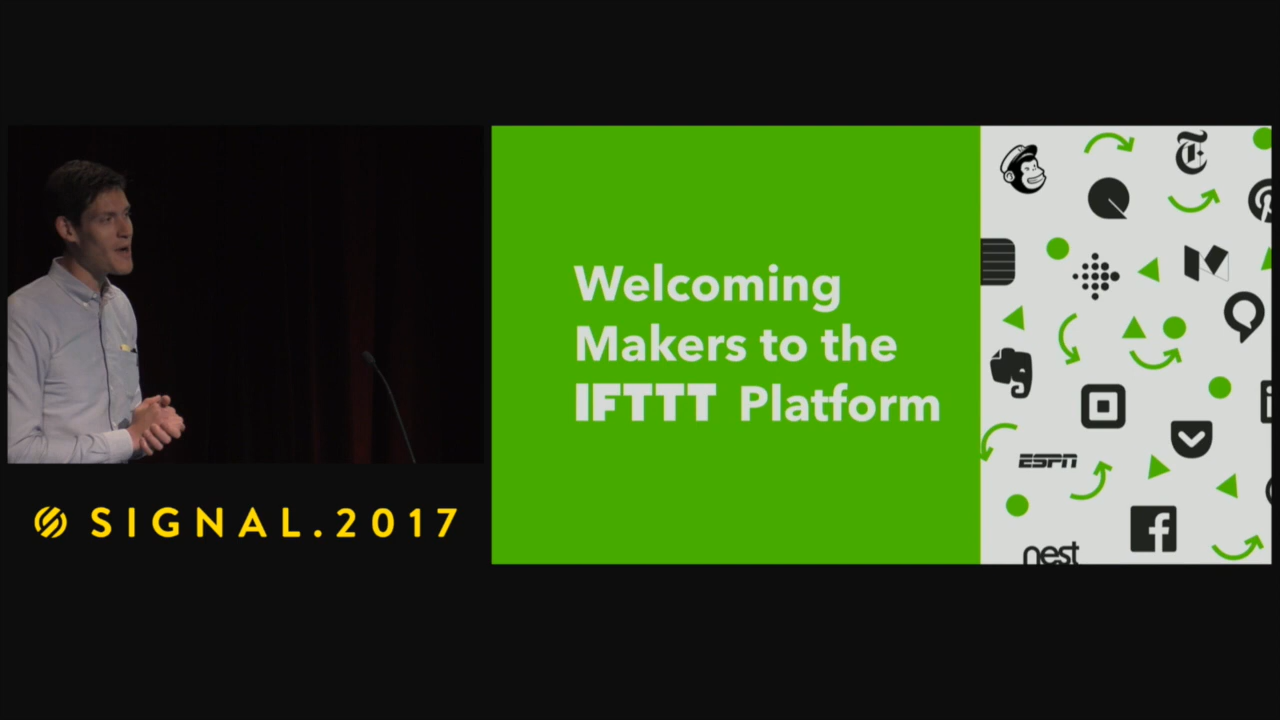 Welcoming
Makers to the
IFTTT Platform
SIGNAL.2017
ESPN
nest